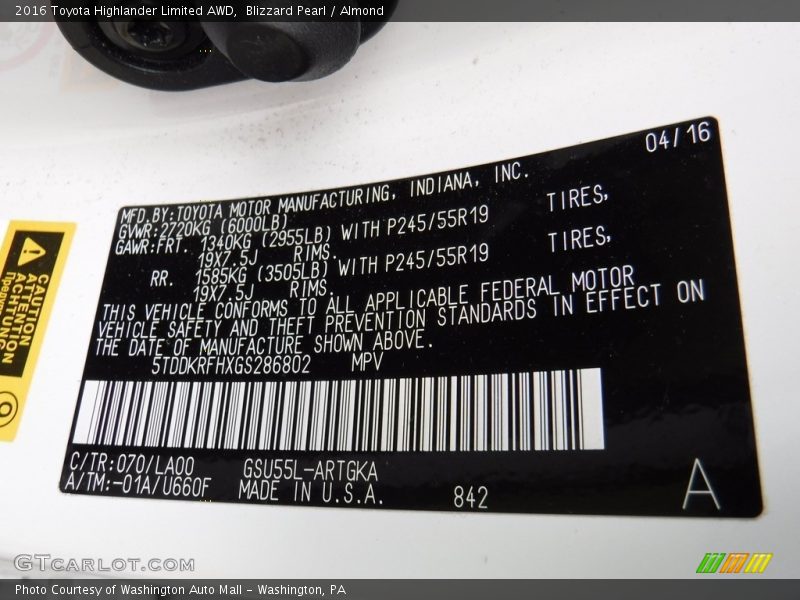 2016 Toyota Highlander Limited AWD,  Blizzard Pearl / Almond
04/16
MFD.BY:TOYOTA MOTOR MANUFACTURING, INDIANA, INC.
GVWR:2720KG (6000LB)
GAWR:FRT. 1340KG (2955LB) WITH P245/55R19 TIRES,
19X7.5J RIMS.
RR. 1585KG (3505LB) WITH P245/55R19 TIRES,
19X7.5J RIMS.
THIS VEHICLE CONFORMS TO ALL APPLICABLE FEDERAL MOTOR
VEHICLE SAFETY AND THEFT PREVENTION STANDARDS IN EFFECT ON
THE DATE OF MANUFACTURE SHOWN ABOVE.
5TDDKRFHXGS286802 MPV
C/TR:070/LA00 GSU55L-ARTGKA
A/TM:-01A/U660F MADE IN U.S.A. 842 A
CAUTION
ATTENTION
ACHTUNG
GTCARLOT.COM
Photo Courtesy of Washington Auto Mall - Washington, PA